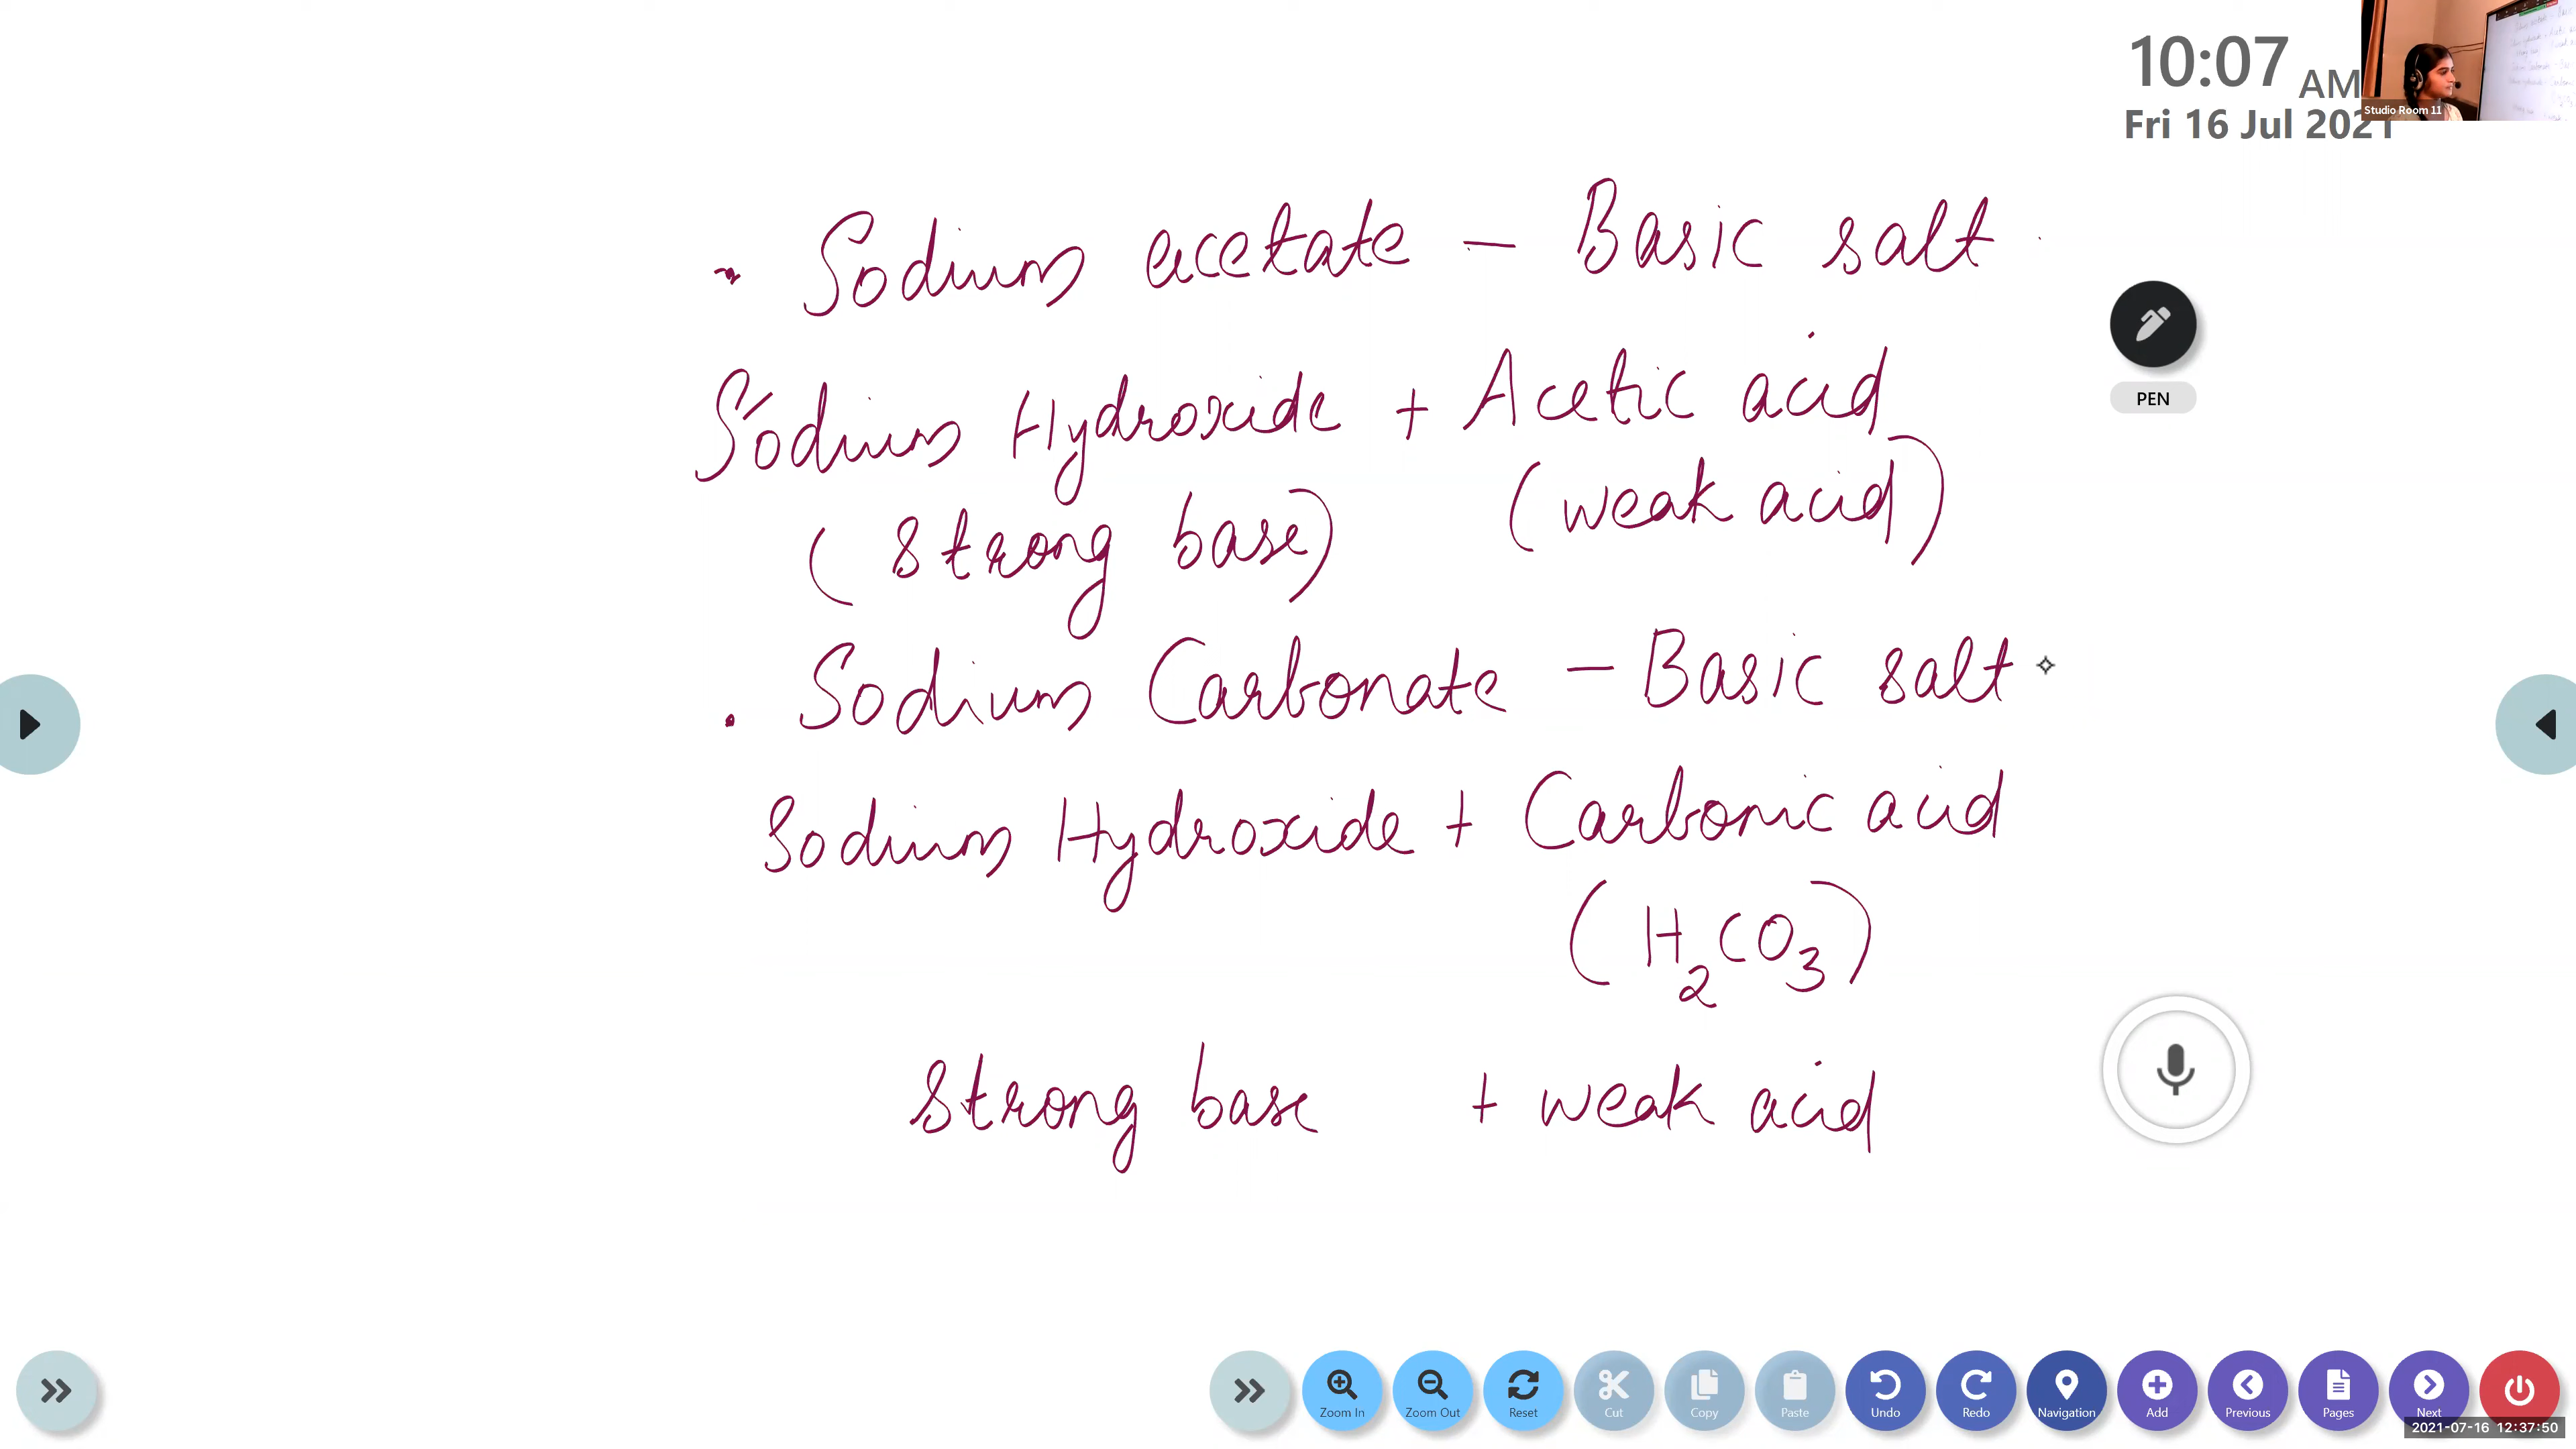 10:07 AM
Fri 16 Jul 2021
Studio Room 11
Sodium acetate - Basic salt
PEN
Sodium Hydroxide + Acetic acid
(strong base) (weak acid)
. Sodium Carbonate - Basic salt
Sodium Hydroxide + Carbonic acid
(H₂CO₃)
strong base + weak acid
Zoom In Zoom Out Reset Cut Copy Paste Undo Redo Navigation Add Previous Pages Next
2021-07-16 12:37:50